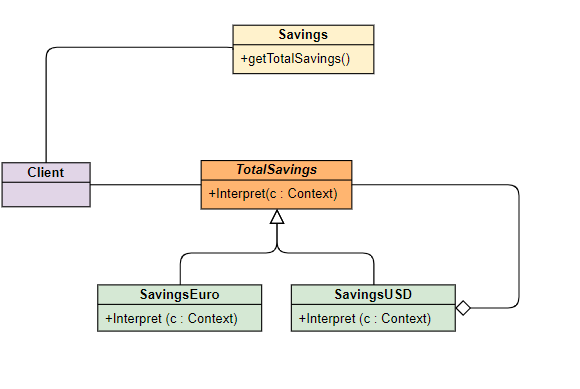 Savings
+getTotalSavings()
Client
TotalSavings
+Interpret(c : Context)
SavingsEuro
+Interpret (c : Context)
SavingsUSD
+Interpret (c : Context)